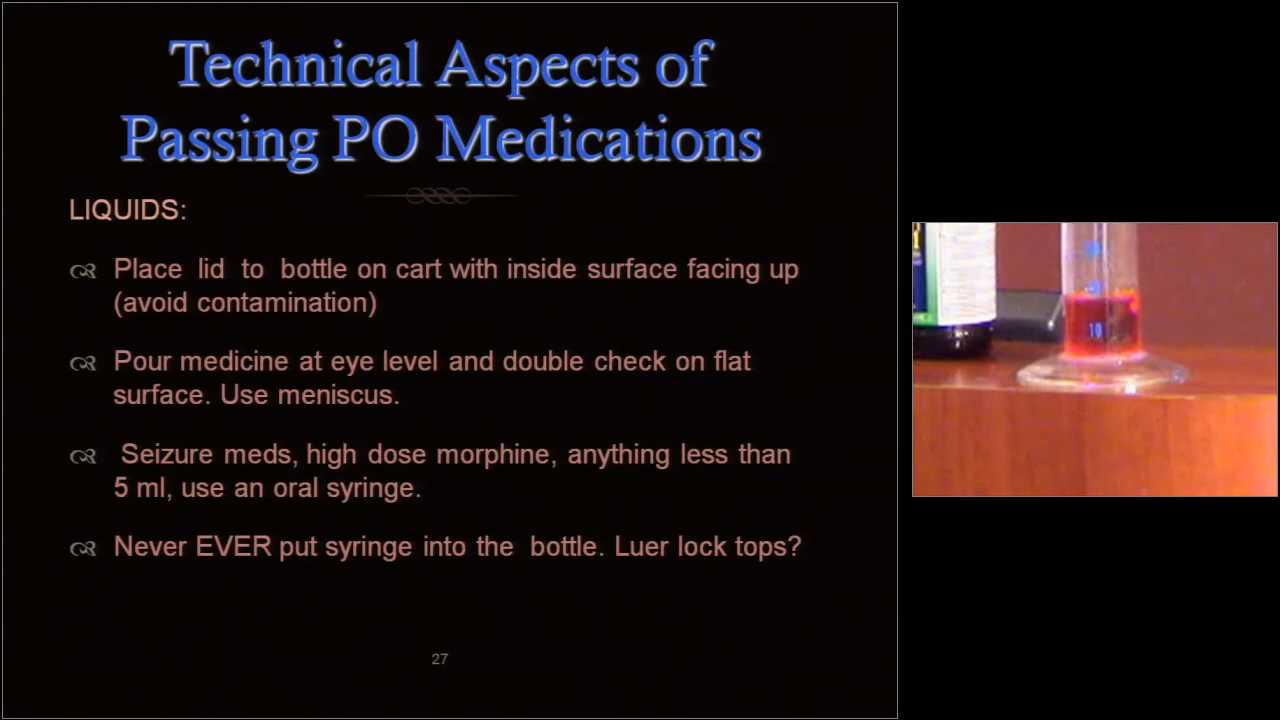 Technical Aspects of
Passing PO Medications
LIQUIDS:
Place lid to bottle on cart with inside surface facing up
(avoid contamination)
Pour medicine at eye level and double check on flat
surface. Use meniscus.
Seizure meds, high dose morphine, anything less than
5 ml, use an oral syringe.
Never EVER put syringe into the bottle. Luer lock tops?
27
10